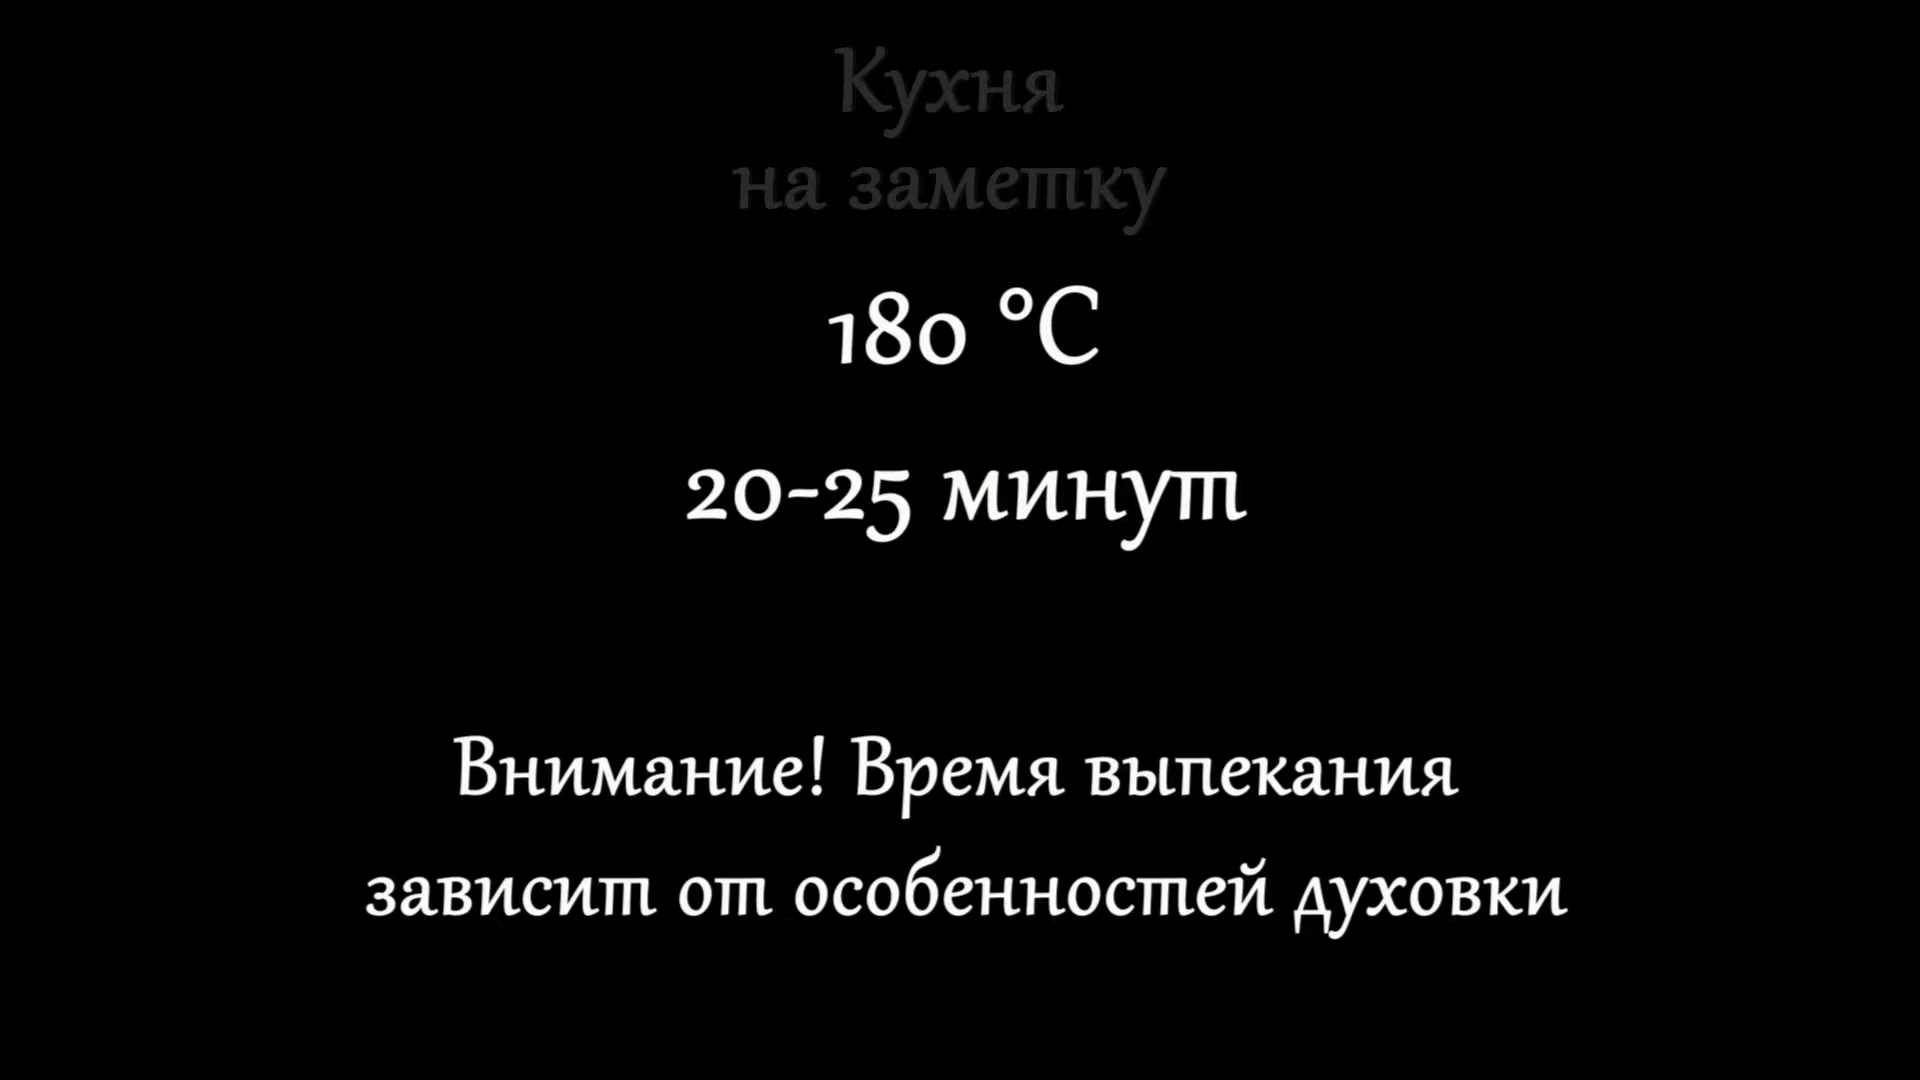 Кухня
на заметку
180 °C
20-25 минут
Внимание! Время выпекания
зависит от особенностей духовки